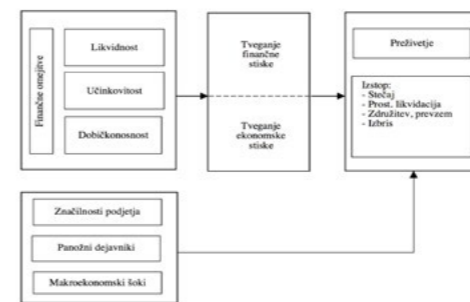 Finančne omejitve
Likvidnost
Učinkovitost
Dobičkonosnost
Tveganje
finančne
stiske
Tveganje
ekonomske
stiske
Preživetje
Izstop:
- Stečaj
- Prost. likvidacija
- Združitev, prevzem
- Izbris
Značilnosti podjetja
Panožni dejavniki
Makroekonomski šoki